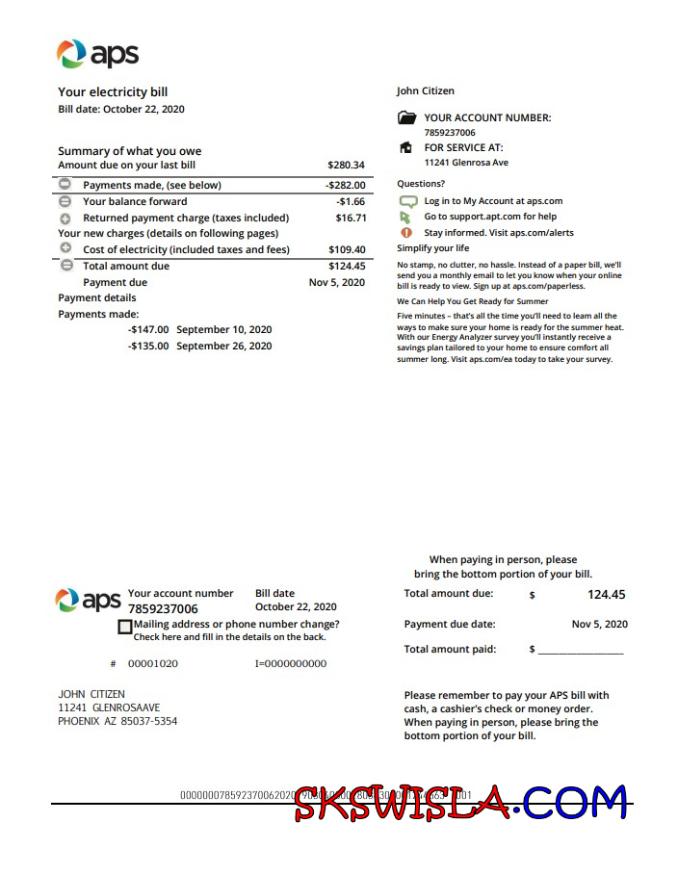 aps
Your electricity bill
Bill date: October 22, 2020
Summary of what you owe
Amount due on your last bill $280.34
Payments made, (see below) -$282.00
Your balance forward -$1.66
Returned payment charge (taxes included) $16.71
Your new charges (details on following pages)
Cost of electricity (included taxes and fees) $109.40
Total amount due $124.45
Payment due Nov 5, 2020
Payment details
Payments made:
-$147.00 September 10, 2020
-$135.00 September 26, 2020
John Citizen
YOUR ACCOUNT NUMBER:
7859237006
FOR SERVICE AT:
11241 Glenrosa Ave
Questions?
Log in to My Account at aps.com
Go to support.apt.com for help
Stay informed. Visit aps.com/alerts
Simplify your life
No stamp, no clutter, no hassle. Instead of a paper bill, we'll
send you a monthly email to let you know when your online
bill is ready to view. Sign up at aps.com/paperless.
We Can Help You Get Ready for Summer
Five minutes – that's all the time you'll need to leam all the
ways to make sure your home is ready for the summer heat.
With our Energy Analyzer survey you'll instantly receive a
savings plan tailored to your home to ensure comfort all
summer long. Visit aps.com/ea today to take your survey.
When paying in person, please
bring the bottom portion of your bill.
aps
Your account number Bill date
7859237006 October 22, 2020
Mailing address or phone number change?
Check here and fill in the details on the back.
# 00001020 I=0000000000
JOHN CITIZEN
11241 GLENROSAAVE
PHOENIX AZ 85037-5354
Total amount due: $ 124.45
Payment due date: Nov 5, 2020
Total amount paid: $
Please remember to pay your APS bill with
cash, a cashier's check or money order.
When paying in person, please bring the
bottom portion of your bill.
SKSWISLA.COM